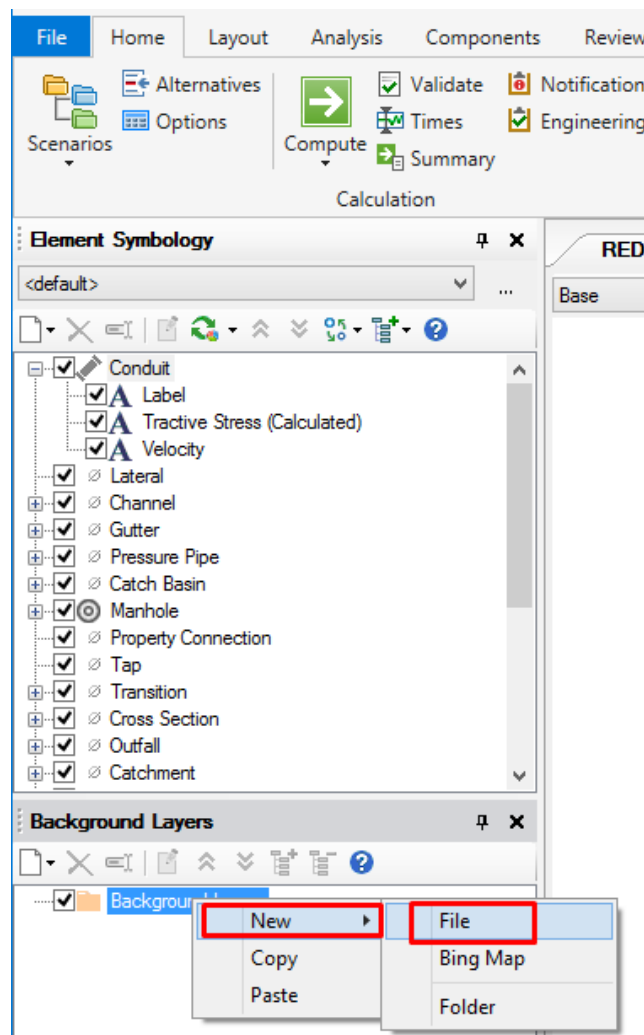 File Home Layout Analysis Components Review
Alternatives Validate Notification
Options Times Engineering
Scenarios Compute Summary
Calculation
Element Symbology
<default> ...
Conduit
A Label
A Tractive Stress (Calculated)
A Velocity
Lateral
Channel
Gutter
Pressure Pipe
Catch Basin
Manhole
Property Connection
Tap
Transition
Cross Section
Outfall
Catchment
RED
Base
Background Layers
Backgroun
New File
Copy Bing Map
Paste Folder